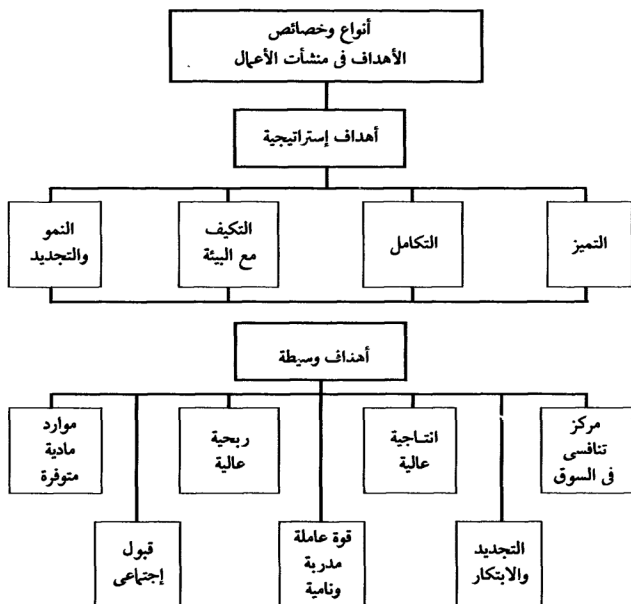 أنواع وخصائص
الأهداف فى منشأت الأعمال
أهداف إستراتيجية
التميز
التكامل
التكيف
مع البيئة
النمو
والتجديد
أهداف وسيطة
مركز
تنافسى
فى السوق
انتاجية
عالية
ربحية
عالية
موارد
مادية
متوفرة
التجديد
والابتكار
قوة عاملة
مدربة
ونامية
قبول
إجتماعى